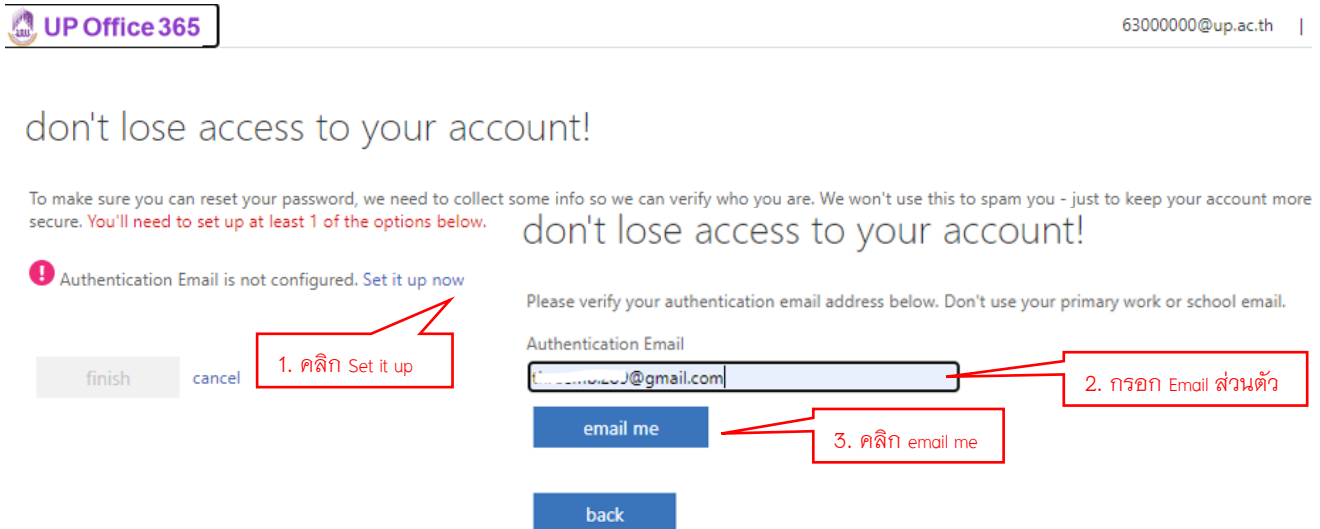 UP Office 365
63000000@up.ac.th |
don't lose access to your account!
To make sure you can reset your password, we need to collect some info so we can verify who you are. We won't use this to spam you - just to keep your account more
secure. You'll need to set up at least 1 of the options below.
! Authentication Email is not configured. Set it up now
1. คลิก Set it up
finish
cancel
don't lose access to your account!
Please verify your authentication email address below. Don't use your primary work or school email.
Authentication Email
@gmail.com
2. กรอก Email ส่วนตัว
email me
3. คลิก email me
back